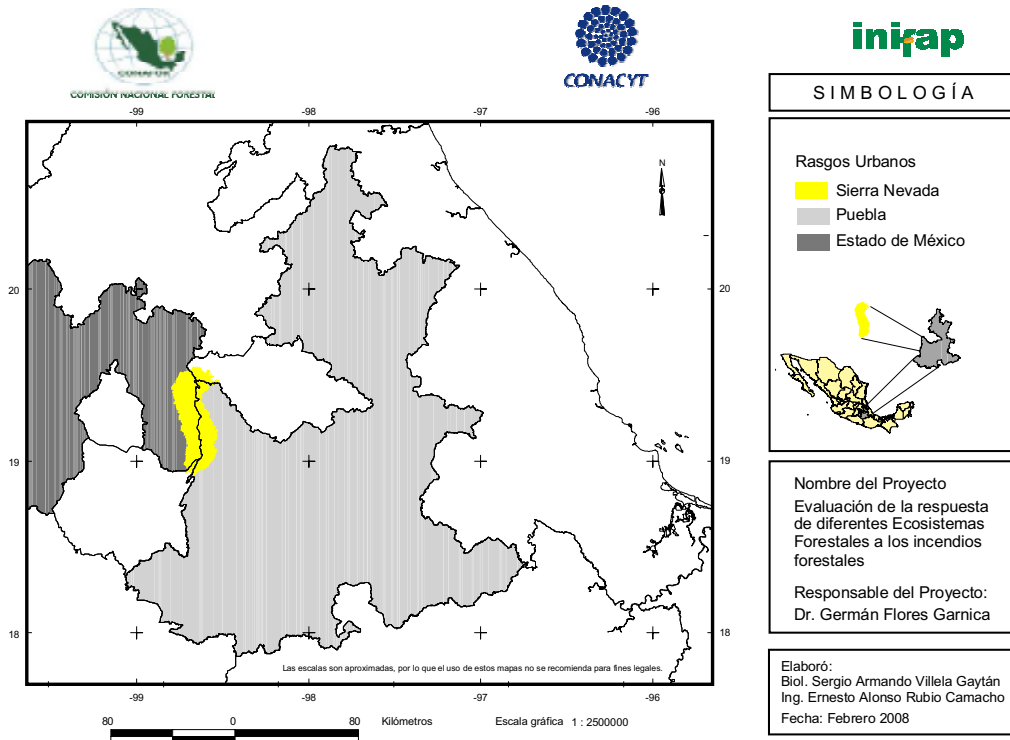 CONAFOR
COMISIÓN NACIONAL FORESTAL
CONACYT
inifap
SIMBOLOGÍA
-99 -98 -97 -96
N
Rasgos Urbanos
Sierra Nevada
Puebla
Estado de México
20 20
19 19
18 18
Nombre del Proyecto
Evaluación de la respuesta
de diferentes Ecosistemas
Forestales a los incendios
forestales
Responsable del Proyecto:
Dr. Germán Flores Garnica
Las escalas son aproximadas, por lo que el uso de estos mapas no se recomienda para fines legales.
-99 -98 -97 -96
Elaboró:
Biol. Sergio Armando Villela Gaytán
Ing. Ernesto Alonso Rubio Camacho
Fecha: Febrero 2008
80 0 80 Kilómetros Escala gráfica 1 : 2500000